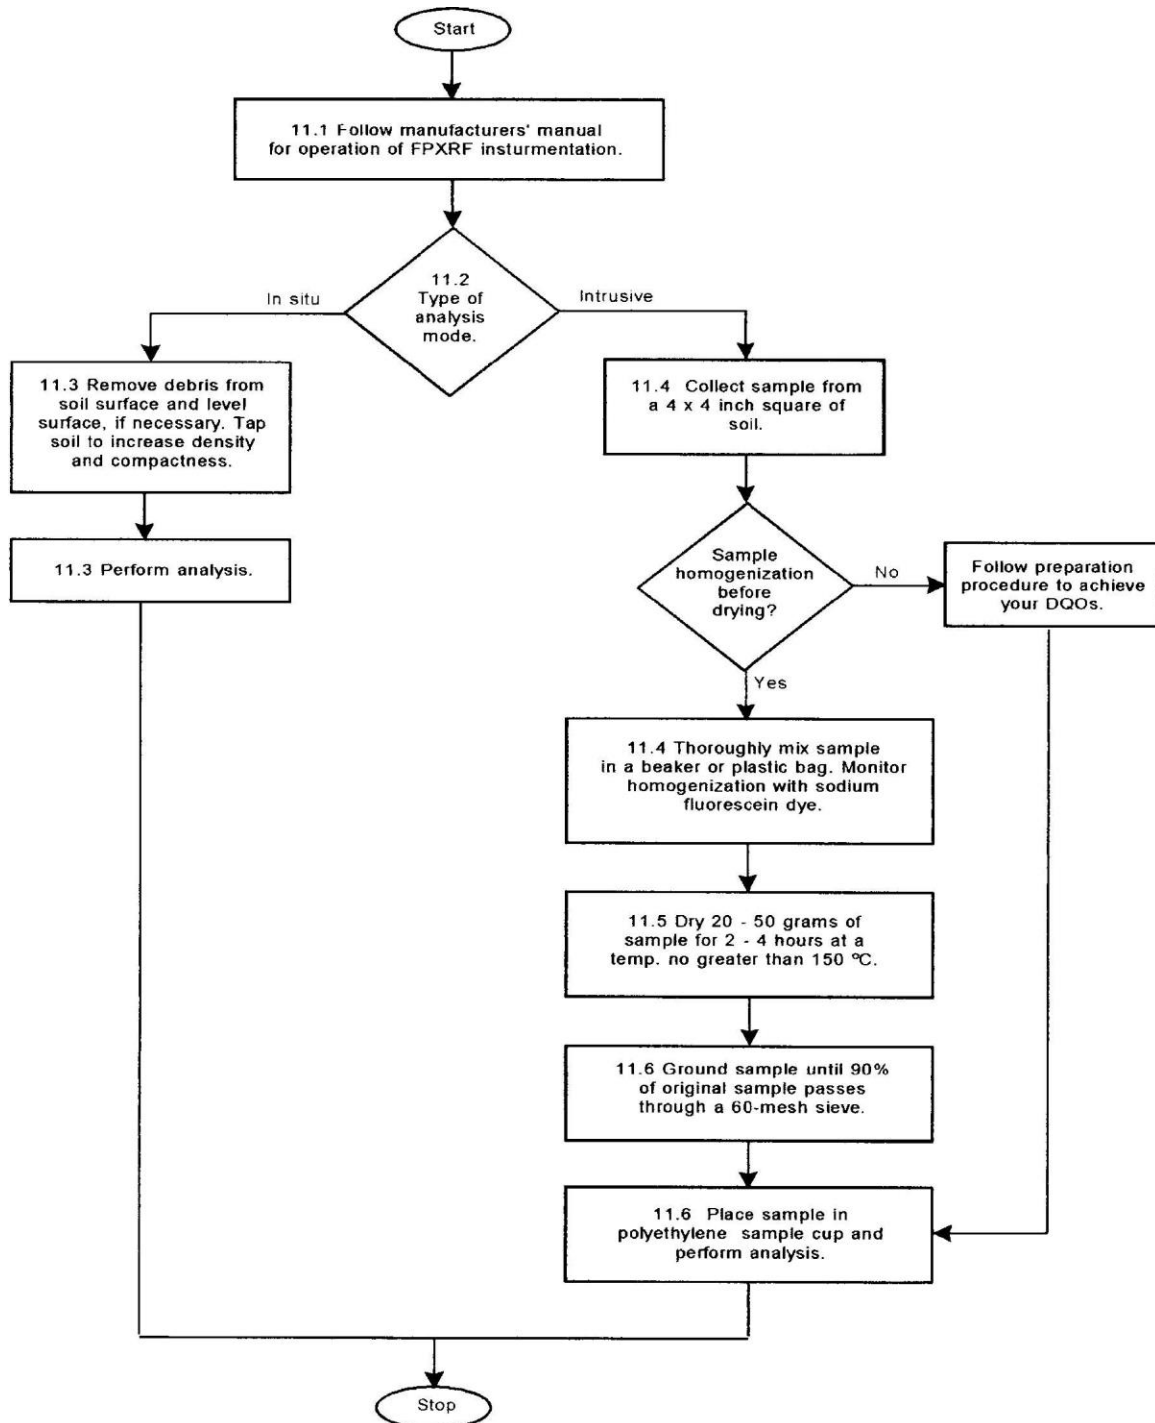 Start
11.1 Follow manufacturers' manual
for operation of FPXRF insturmentation.
11.2
Type of
analysis
mode.
In situ
Intrusive
11.3 Remove debris from
soil surface and level
surface, if necessary. Tap
soil to increase density
and compactness.
11.3 Perform analysis.
11.4 Collect sample from
a 4 x 4 inch square of
soil.
Sample
homogenization
before
drying?
No
Follow preparation
procedure to achieve
your DQOs.
Yes
11.4 Thoroughly mix sample
in a beaker or plastic bag. Monitor
homogenization with sodium
fluorescein dye.
11.5 Dry 20 - 50 grams of
sample for 2 - 4 hours at a
temp. no greater than 150 ºC.
11.6 Ground sample until 90%
of original sample passes
through a 60-mesh sieve.
11.6 Place sample in
polyethylene sample cup and
perform analysis.
Stop